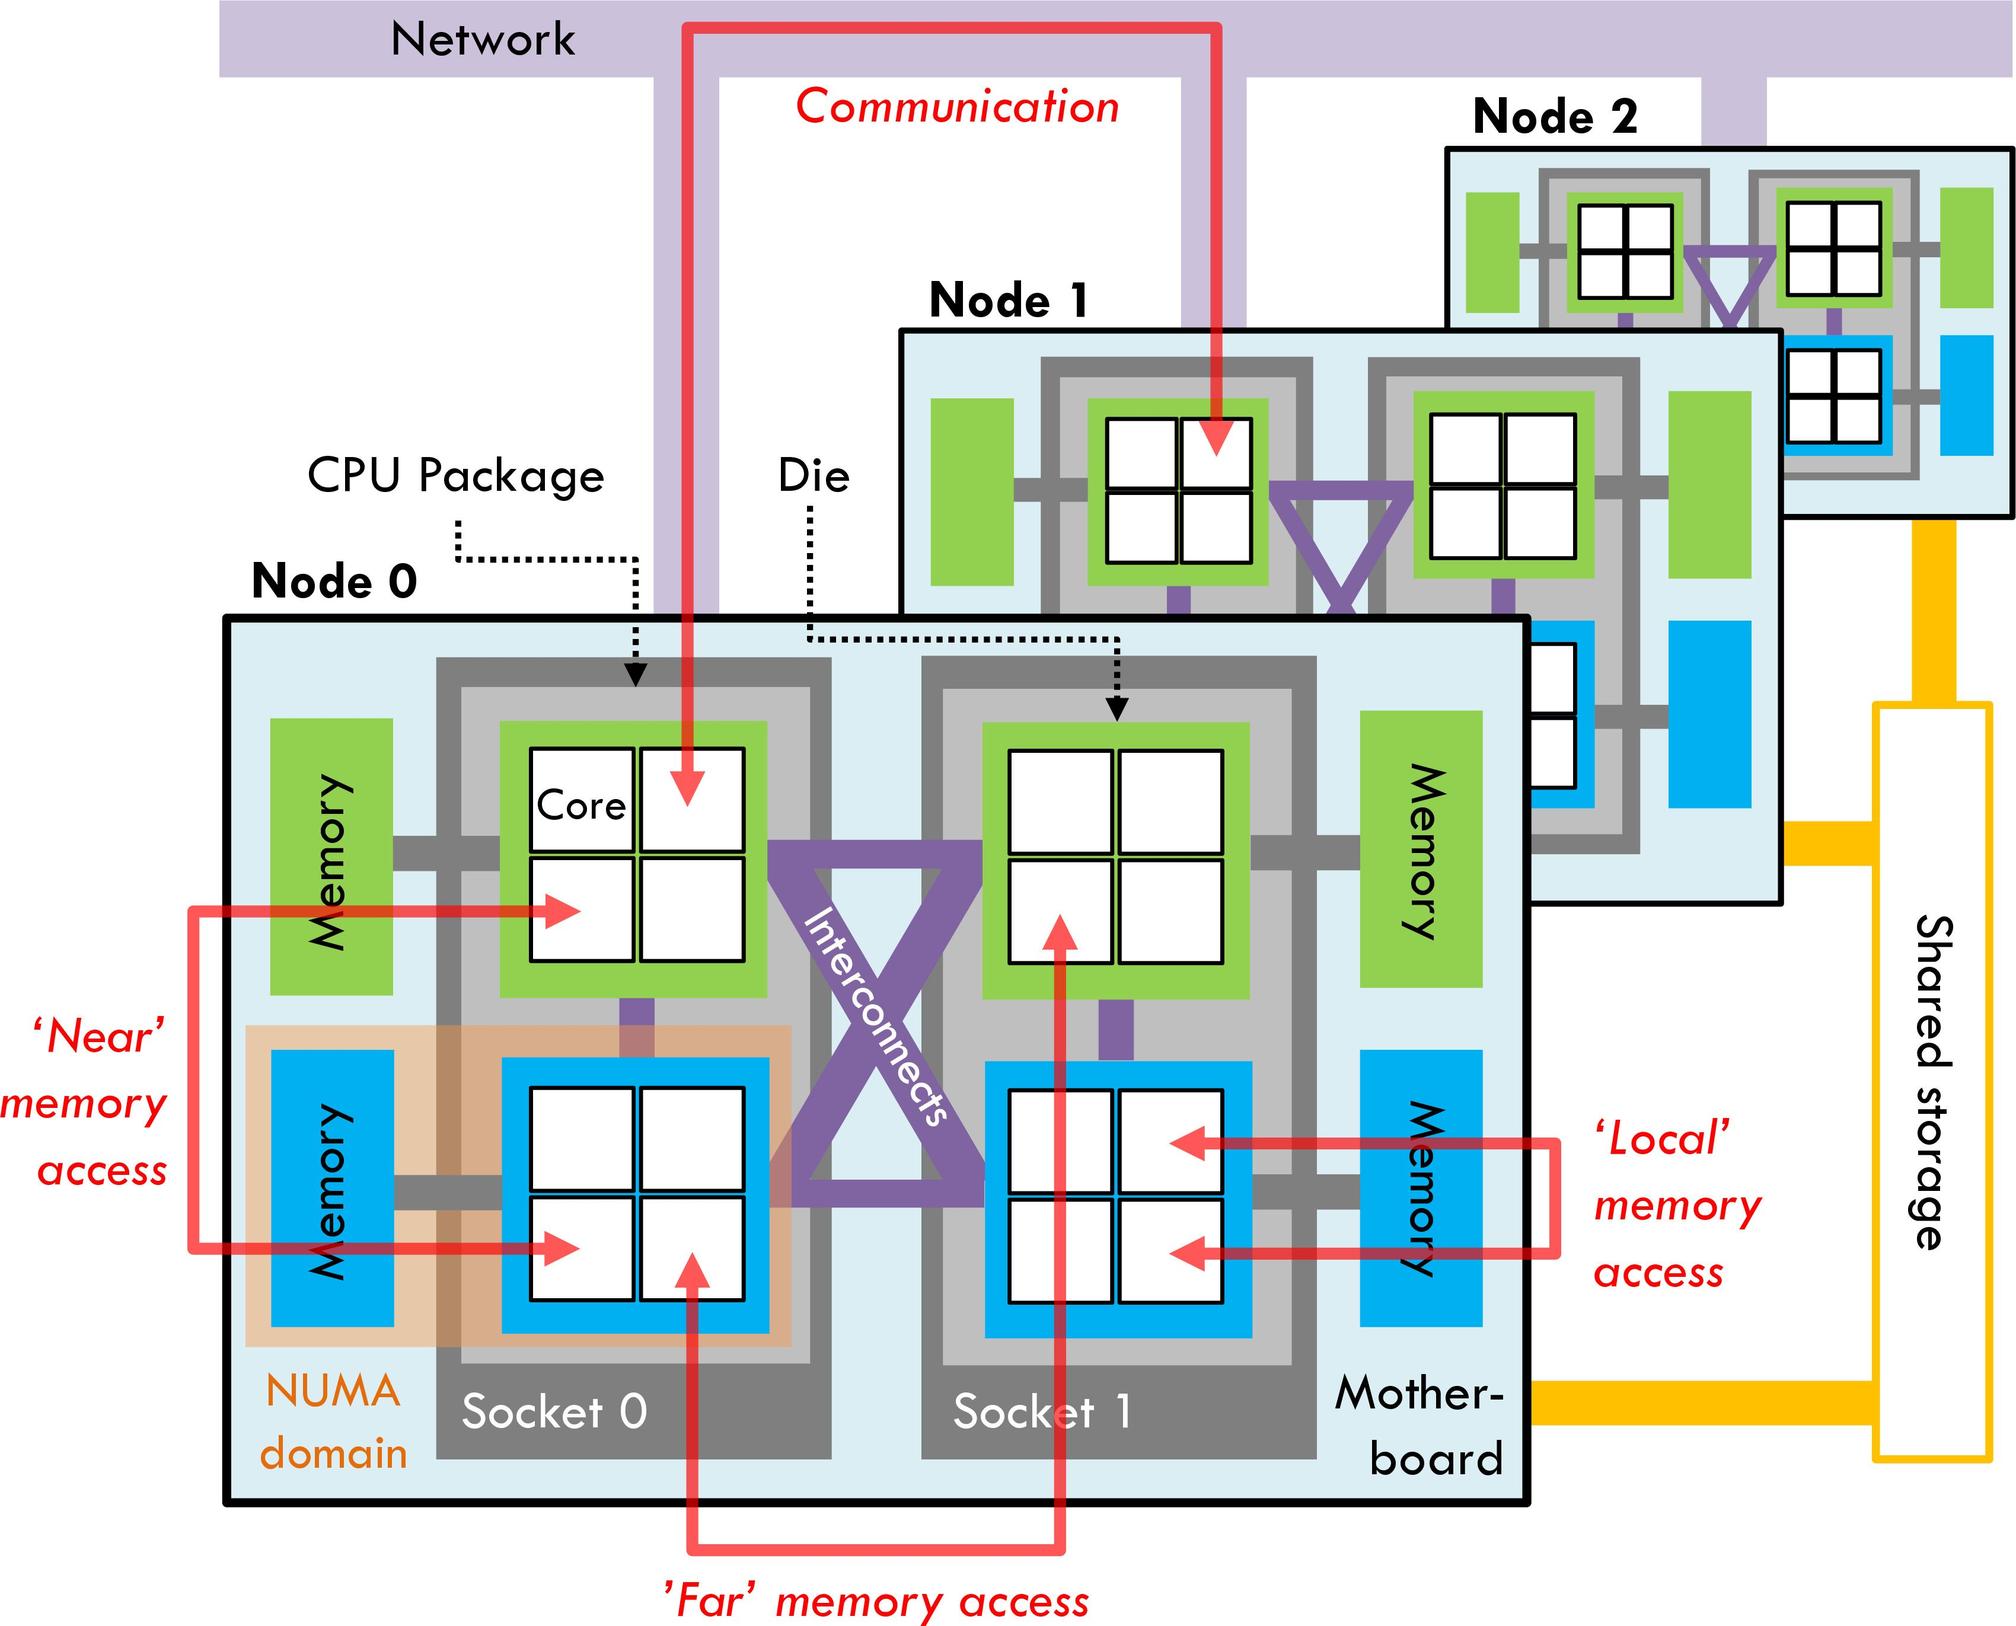 Network
Communication
Node 2
Node 1
CPU Package
Die
Node 0
Core
Memory
Memory
Interconnects
‘Near’
memory
access
Memory
Memory
‘Local’
memory
access
Shared storage
NUMA
domain
Socket 0
Socket 1
Mother-
board
’Far’ memory access